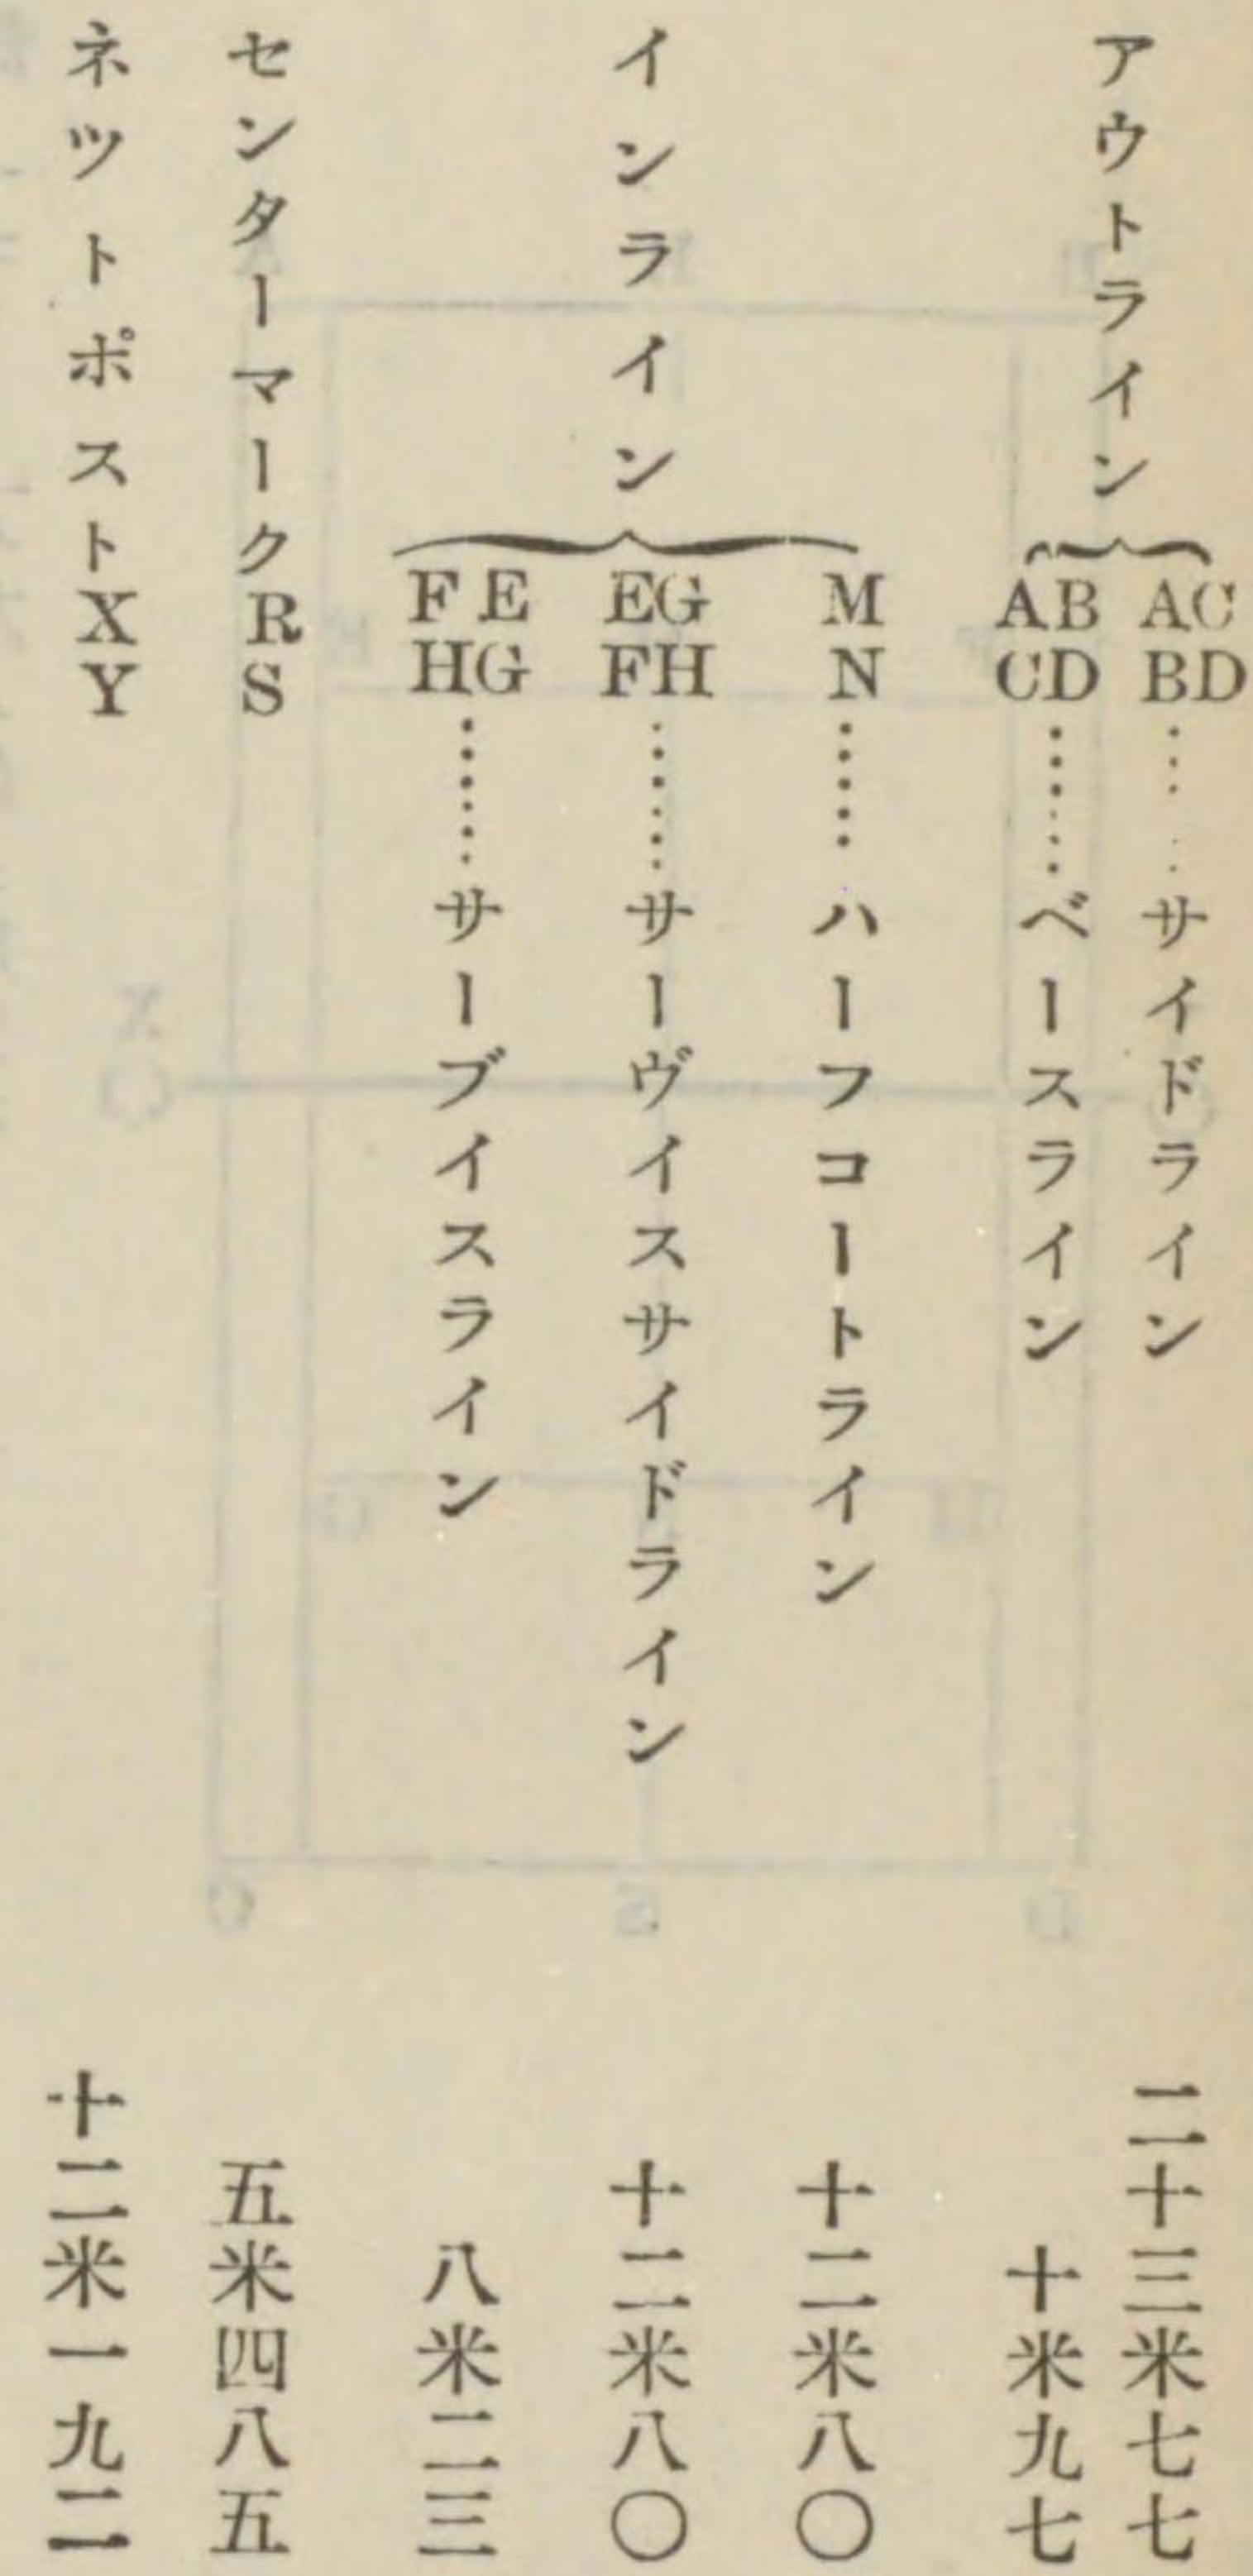 アウトライン
AC BD……サイドライン 二十三米七七
AB CD……ベースライン 十米九七
インライン
M N……ハーフコートライン 十二米八〇
EG FH……サーヴイスサイドライン 十二米八〇
FE HG……サーブイスライン 八米二三
センターマークR S 五米四八五
ネツトポストX Y 十二米一九二